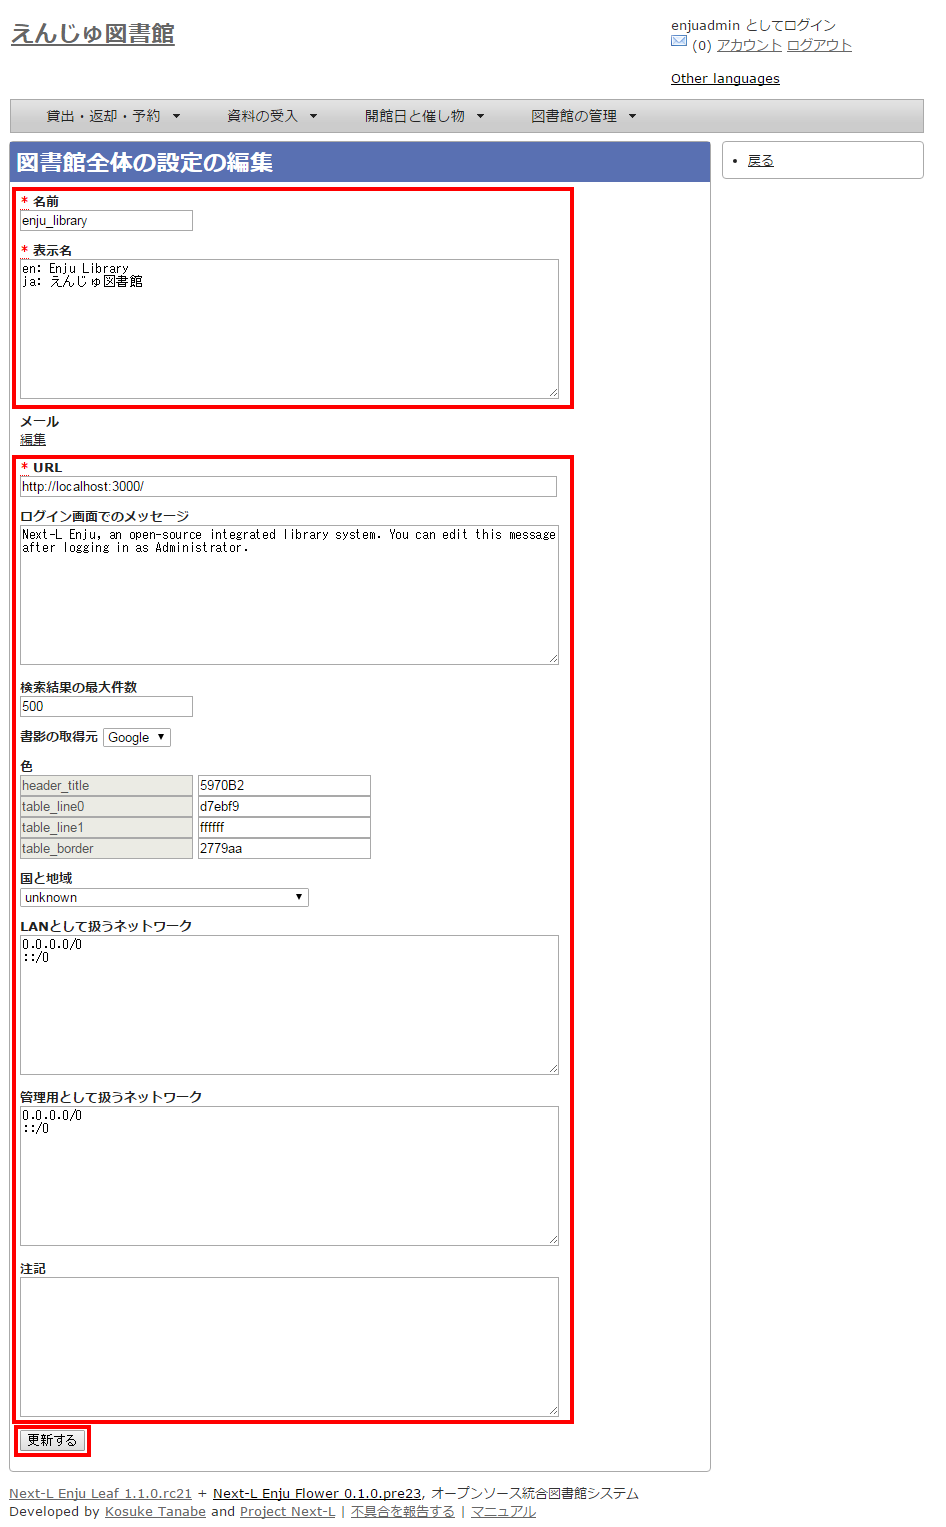 えんじゅ図書館
enjuadmin としてログイン
(0) アカウント ログアウト
Other languages
貸出・返却・予約 ▼ 資料の受入 ▼ 開館日と催し物 ▼ 図書館の管理 ▼
図書館全体の設定の編集
• 戻る
* 名前
enju_library
* 表示名
en: Enju Library
ja: えんじゅ図書館
メール
編集
* URL
http://localhost:3000/
ログイン画面でのメッセージ
Next-L Enju, an open-source integrated library system. You can edit this message
after logging in as Administrator.
検索結果の最大件数
500
書影の取得元 Google ▼
色
header_title 5970B2
table_line0 d7ebf9
table_line1 ffffff
table_border 2779aa
国と地域
unknown ▼
LANとして扱うネットワーク
0.0.0.0/0
::/0
管理用として扱うネットワーク
0.0.0.0/0
::/0
注記
更新する
Next-L Enju Leaf 1.1.0.rc21 + Next-L Enju Flower 0.1.0.pre23, オープンソース統合図書館システム
Developed by Kosuke Tanabe and Project Next-L | 不具合を報告する | マニュアル